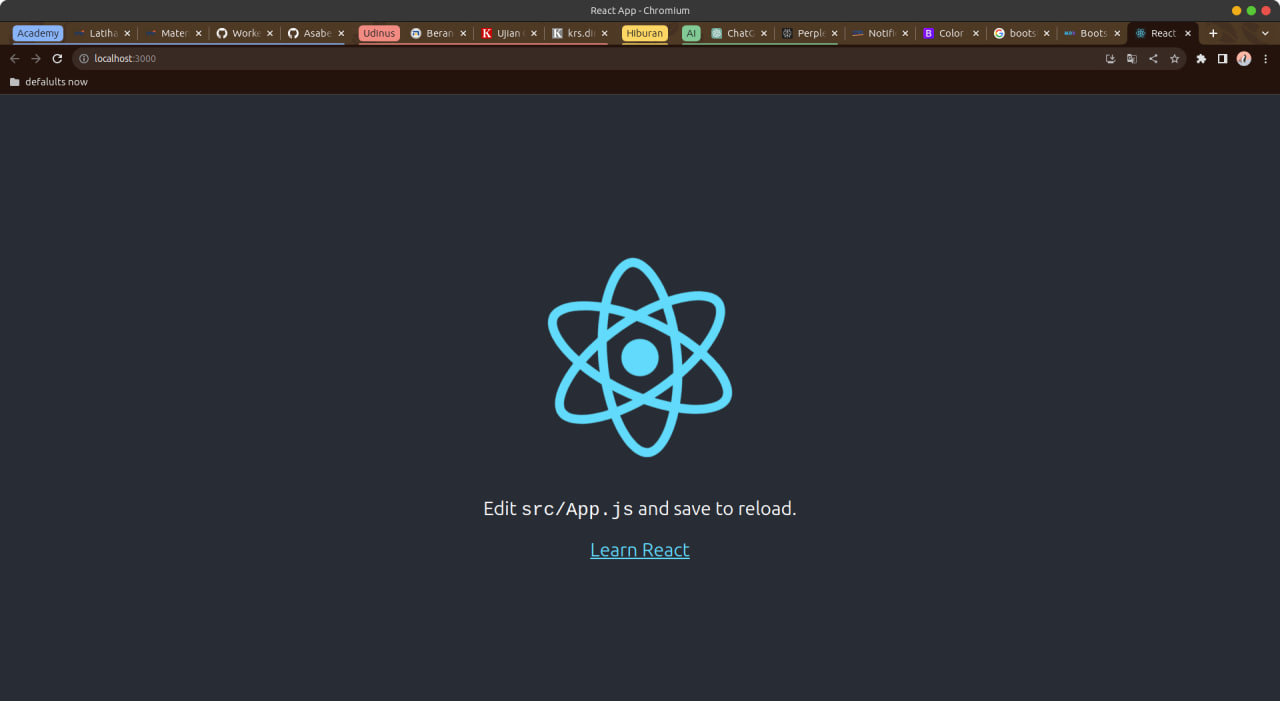 React App - Chromium
Academy Latiha Mater Worke Asabe Udinus Beran Ujian krs.di Hiburan AI ChatG Perple Notifi Color boots Boots React
localhost:3000
defalults now
Edit src/App.js and save to reload.
Learn React